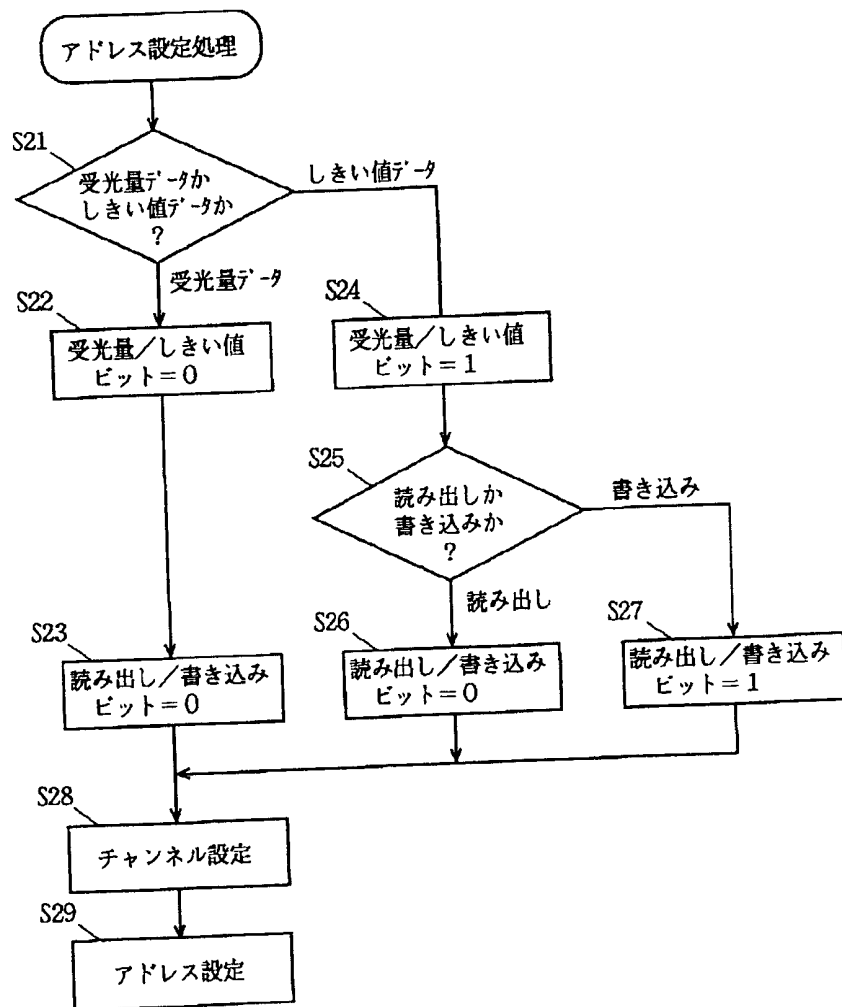 アドレス設定処理
S21
受光量データか
しきい値データか
?
しきい値データ
受光量データ
S22
受光量/しきい値
ビット=0
S24
受光量/しきい値
ビット=1
S25
読み出しか
書き込みか
?
書き込み
読み出し
S23
読み出し/書き込み
ビット=0
S26
読み出し/書き込み
ビット=0
S27
読み出し/書き込み
ビット=1
S28
チャンネル設定
S29
アドレス設定